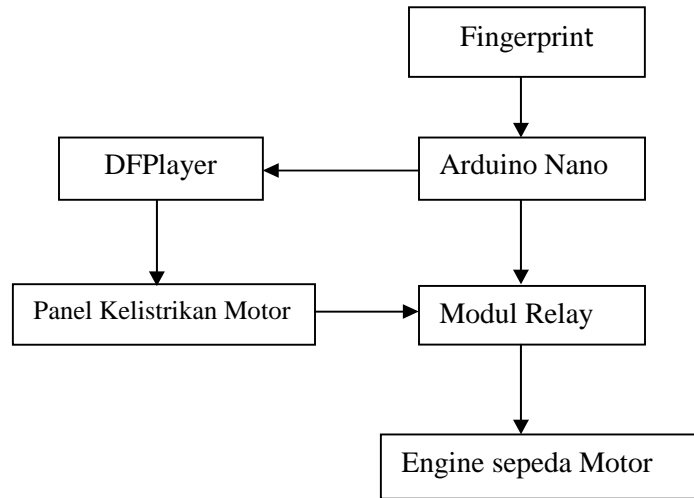 Fingerprint
DFPlayer
Arduino Nano
Panel Kelistrikan Motor
Modul Relay
Engine sepeda Motor